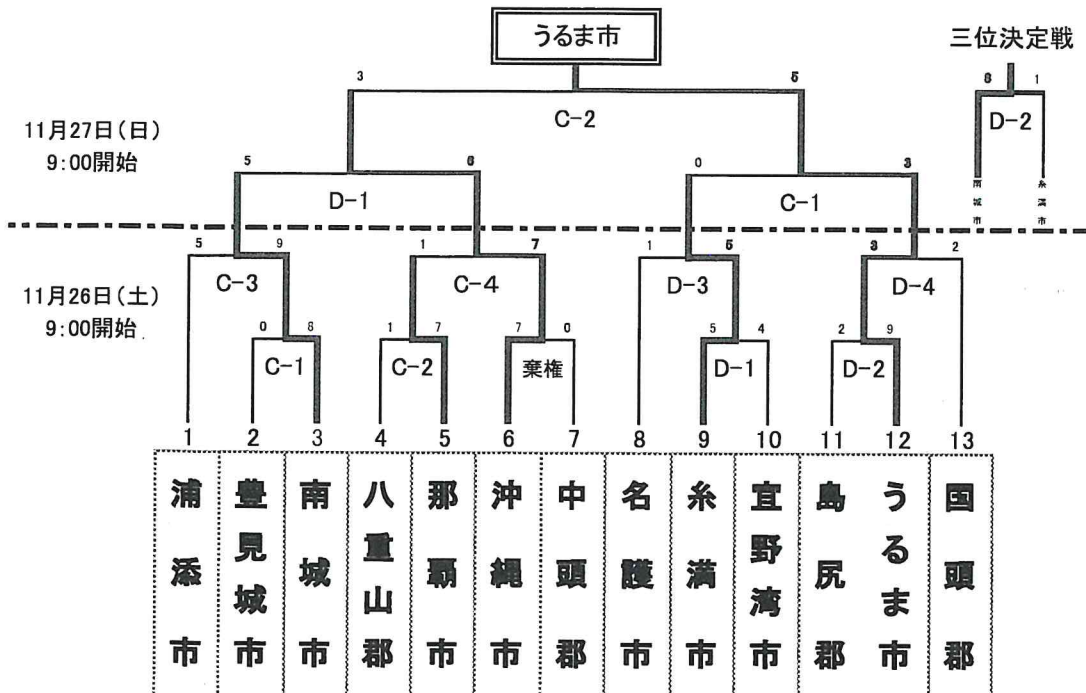 うるま市
三位決定戦
3
5
8
1
C-2
D-2
11月27日(日)
9:00開始
南城市
糸満市
5
6
0
3
D-1
C-1
5
9
1
7
1
5
3
2
C-3
C-4
D-3
D-4
11月26日(土)
9:00開始
0
8
1
7
7
0
5
4
2
9
C-1
C-2
棄権
D-1
D-2
1
2
3
4
5
6
7
8
9
10
11
12
13
浦添市
豊見城市
南城市
八重山郡
那覇市
沖縄市
中頭郡
名護市
糸満市
宜野湾市
島尻郡
うるま市
国頭郡